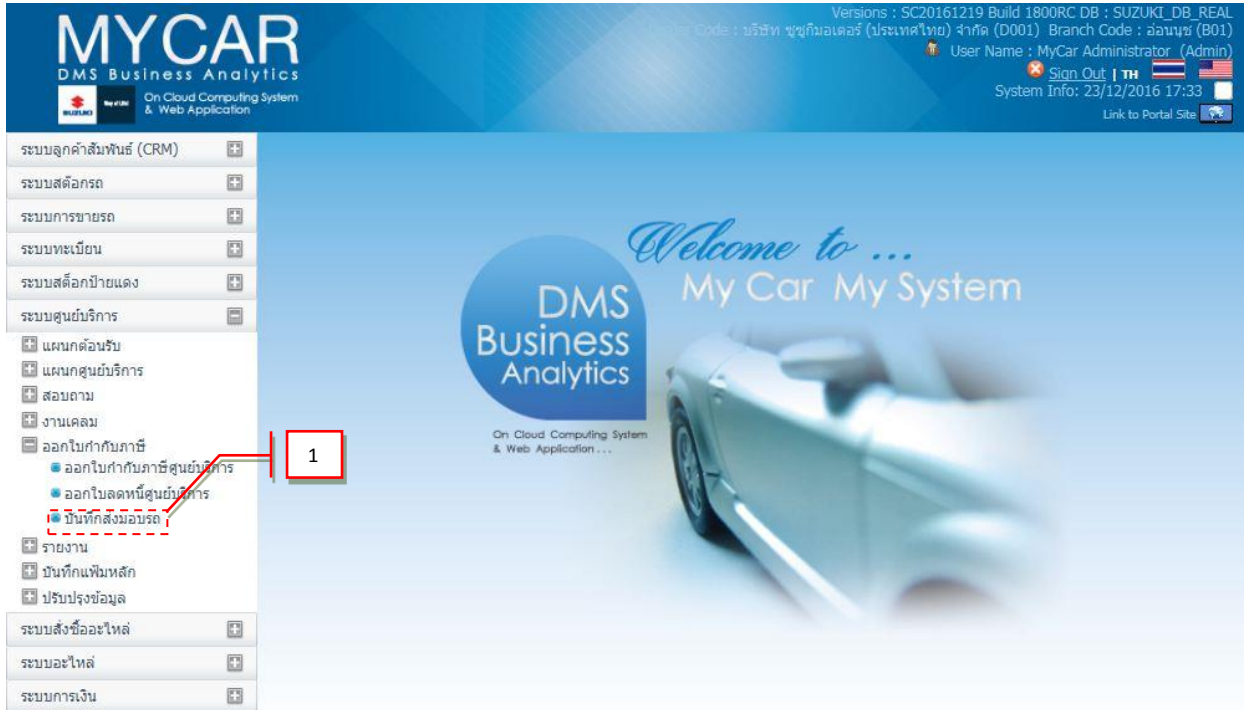 MYCAR
DMS Business Analytics
On Cloud Computing System
& Web Application
SUZUKI
Way of Life!
Versions : SC20161219 Build 1800RC DB : SUZUKI_DB_REAL
Code : บริษัท ซูซูกิมอเตอร์ (ประเทศไทย) จำกัด (D001) Branch Code : อ่อนนุช (B01)
User Name : MyCar Administrator (Admin)
Sign Out | TH
System Info: 23/12/2016 17:33
Link to Portal Site
ระบบลูกค้าสัมพันธ์ (CRM)
ระบบสต๊อกรถ
ระบบการขายรถ
ระบบทะเบียน
ระบบสต็อกป้ายแดง
ระบบศูนย์บริการ
แผนกต้อนรับ
แผนกศูนย์บริการ
สอบถาม
งานเคลม
ออกใบกำกับภาษี
ออกใบกำกับภาษีศูนย์บริการ
ออกใบลดหนี้ศูนย์บริการ
บันทึกส่งมอบรถ
รายงาน
บันทึกแฟ้มหลัก
ปรับปรุงข้อมูล
ระบบสั่งซื้ออะไหล่
ระบบอะไหล่
ระบบการเงิน
1
Welcome to ...
My Car My System
DMS
Business
Analytics
On Cloud Computing System
& Web Application . . .